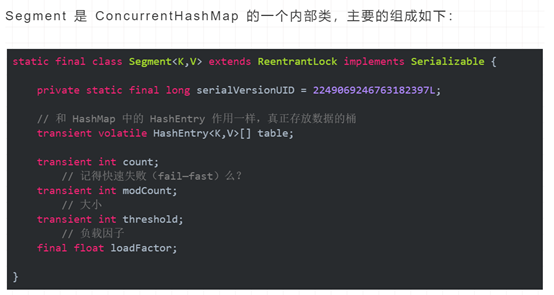 Segment 是 ConcurrentHashMap 的一个内部类，主要的组成如下：
static final class Segment<K,V> extends ReentrantLock implements Serializable {
private static final long serialVersionUID = 2249069246763182397L;
// 和 HashMap 中的 HashEntry 作用一样，真正存放数据的桶
transient volatile HashEntry<K,V>[] table;
transient int count;
// 记得快速失败（fail—fast）么？
transient int modCount;
// 大小
transient int threshold;
// 负载因子
final float loadFactor;
}